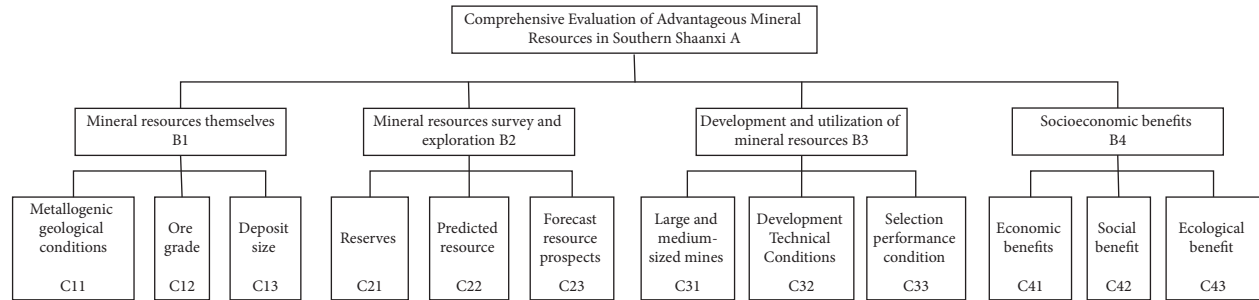 Comprehensive Evaluation of Advantageous Mineral
Resources in Southern Shaanxi A
Mineral resources themselves
B1
Mineral resources survey and
exploration B2
Development and utilization of
mineral resources B3
Socioeconomic benefits
B4
Metallogenic
geological
conditions
C11
Ore
grade
C12
Deposit
size
C13
Reserves
C21
Predicted
resource
C22
Forecast
resource
prospects
C23
Large and
medium-
sized mines
C31
Development
Technical
Conditions
C32
Selection
performance
condition
C33
Economic
benefits
C41
Social
benefit
C42
Ecological
benefit
C43